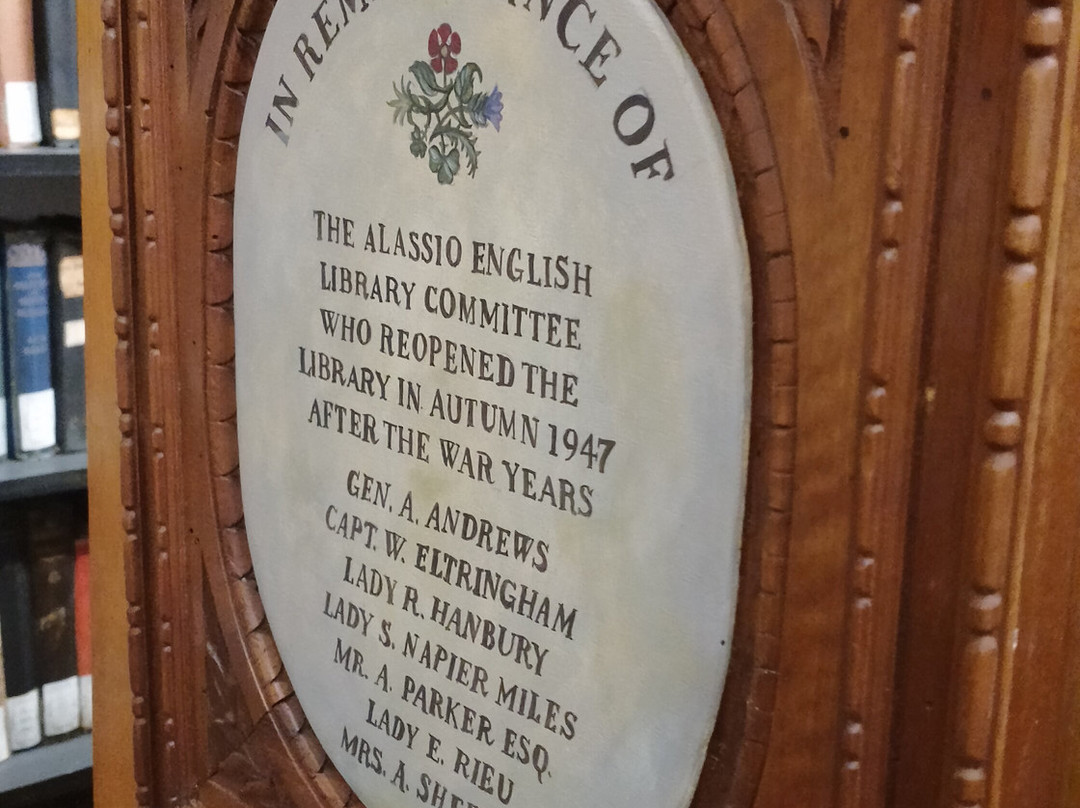 IN REMEMBRANCE OF
THE ALASSIO ENGLISH
LIBRARY COMMITTEE
WHO REOPENED THE
LIBRARY IN AUTUMN 1947
AFTER THE WAR YEARS
GEN. A. ANDREWS
CAPT. W. ELTRINGHAM
LADY R. HANBURY
LADY S. NAPIER MILES
MR. A. PARKER ESQ.
LADY E. RIEU
MRS. A.